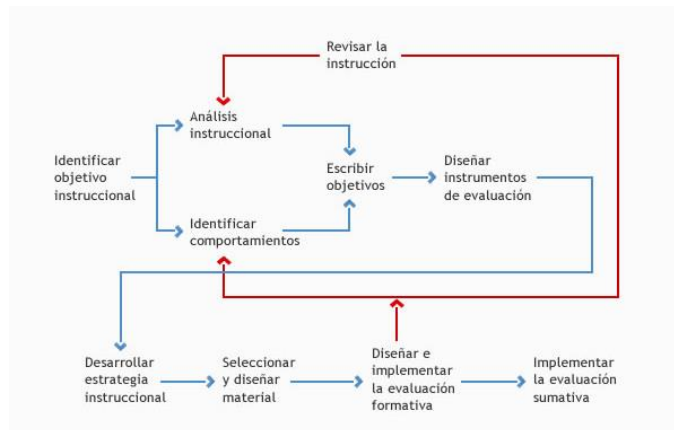 Revisar la
instrucción
Análisis
instruccional
Identificar
objetivo
instruccional
Escribir
objetivos
Diseñar
instrumentos
de evaluación
Identificar
comportamientos
Desarrollar
estrategia
instruccional
Seleccionar
y diseñar
material
Diseñar e
implementar
la evaluación
formativa
Implementar
la evaluación
sumativa